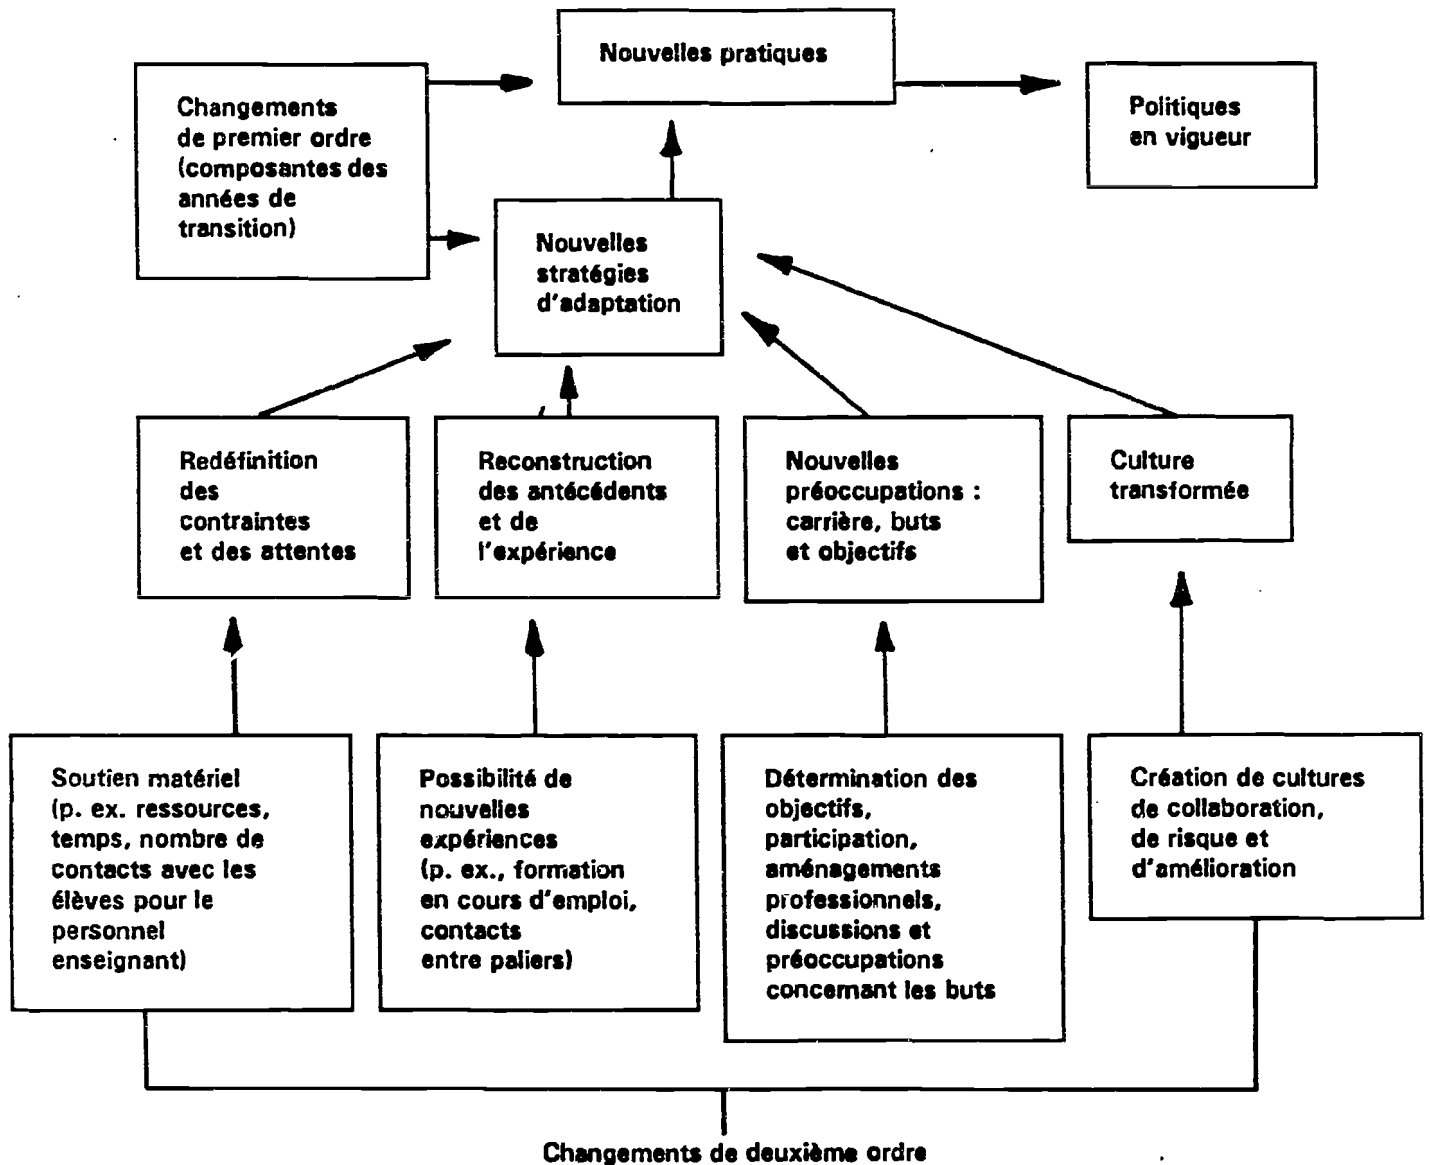 Nouvelles pratiques
Changements
de premier ordre
(composantes des
années de
transition)
Politiques
en vigueur
Nouvelles
stratégies
d'adaptation
Redéfinition
des
contraintes
et des attentes
Reconstruction
des antécédents
et de
l'expérience
Nouvelles
préoccupations :
carrière, buts
et objectifs
Culture
transformée
Soutien matériel
(p. ex. ressources,
temps, nombre de
contacts avec les
élèves pour le
personnel
enseignant)
Possibilité de
nouvelles
expériences
(p. ex., formation
en cours d'emploi,
contacts
entre paliers)
Détermination des
objectifs,
participation,
aménagements
professionnels,
discussions et
préoccupations
concernant les buts
Création de cultures
de collaboration,
de risque et
d'amélioration
Changements de deuxième ordre